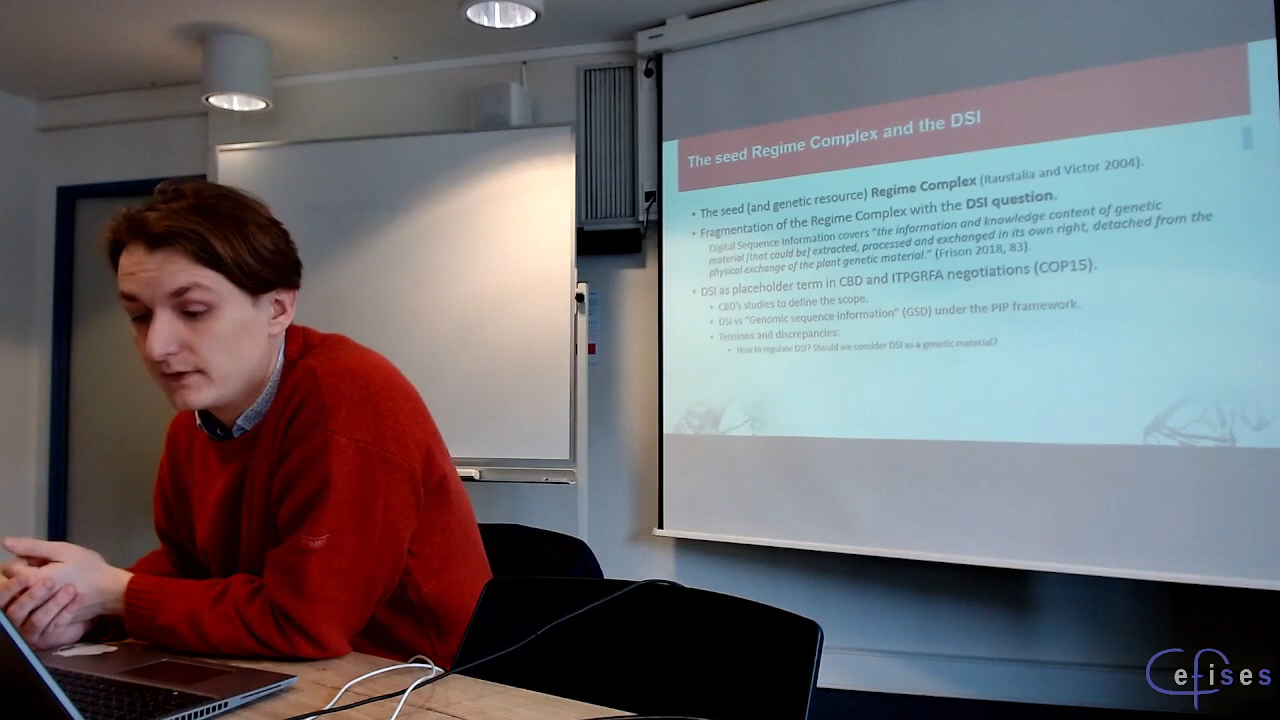 The seed Regime Complex and the DSI
• The seed (and genetic resource) Regime Complex (Raustalia and Victor 2004).
• Fragmentation of the Regime Complex with the DSI question.
Digital Sequence Information covers “the information and knowledge content of genetic
material [that could be] extracted, processed and exchanged in its own right, detached from the
physical exchange of the plant genetic material.” (Frison 2018, 83).
• DSI as placeholder term in CBD and ITPGRFA negotiations (COP15).
• CBD’s studies to define the scope.
• DSI vs “Genomic sequence Information” (GSD) under the PIP framework.
• Tensions and discrepancies:
• How to regulate DSI? Should we consider DSI as a genetic material?
Cefises